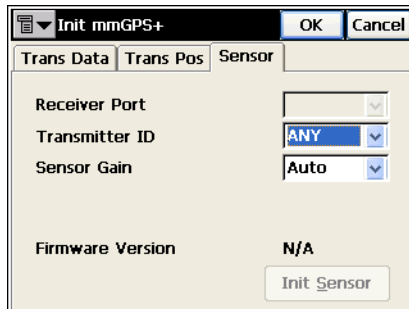 Init mmGPS+ OK Cancel
Trans Data Trans Pos Sensor
Receiver Port
Transmitter ID ANY
Sensor Gain Auto
Firmware Version N/A
Init Sensor